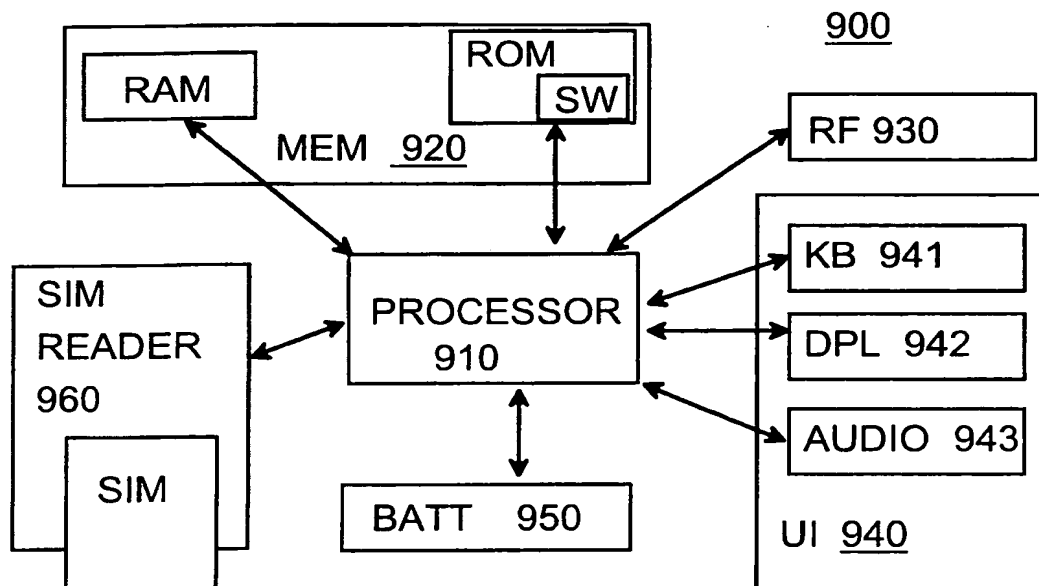 900
RAM
ROM
SW
MEM 920
RF 930
SIM
READER
960
SIM
PROCESSOR
910
BATT 950
KB 941
DPL 942
AUDIO 943
UI 940